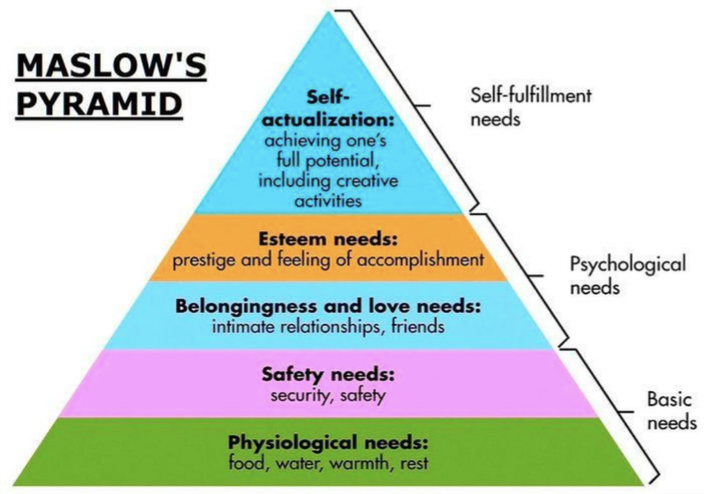 MASLOW'S
PYRAMID
Self-
actualization:
achieving one's
full potential,
including creative
activities
Self-fulfillment
needs
Esteem needs:
prestige and feeling of accomplishment
Psychological
needs
Belongingness and love needs:
intimate relationships, friends
Safety needs:
security, safety
Basic
needs
Physiological needs:
food, water, warmth, rest